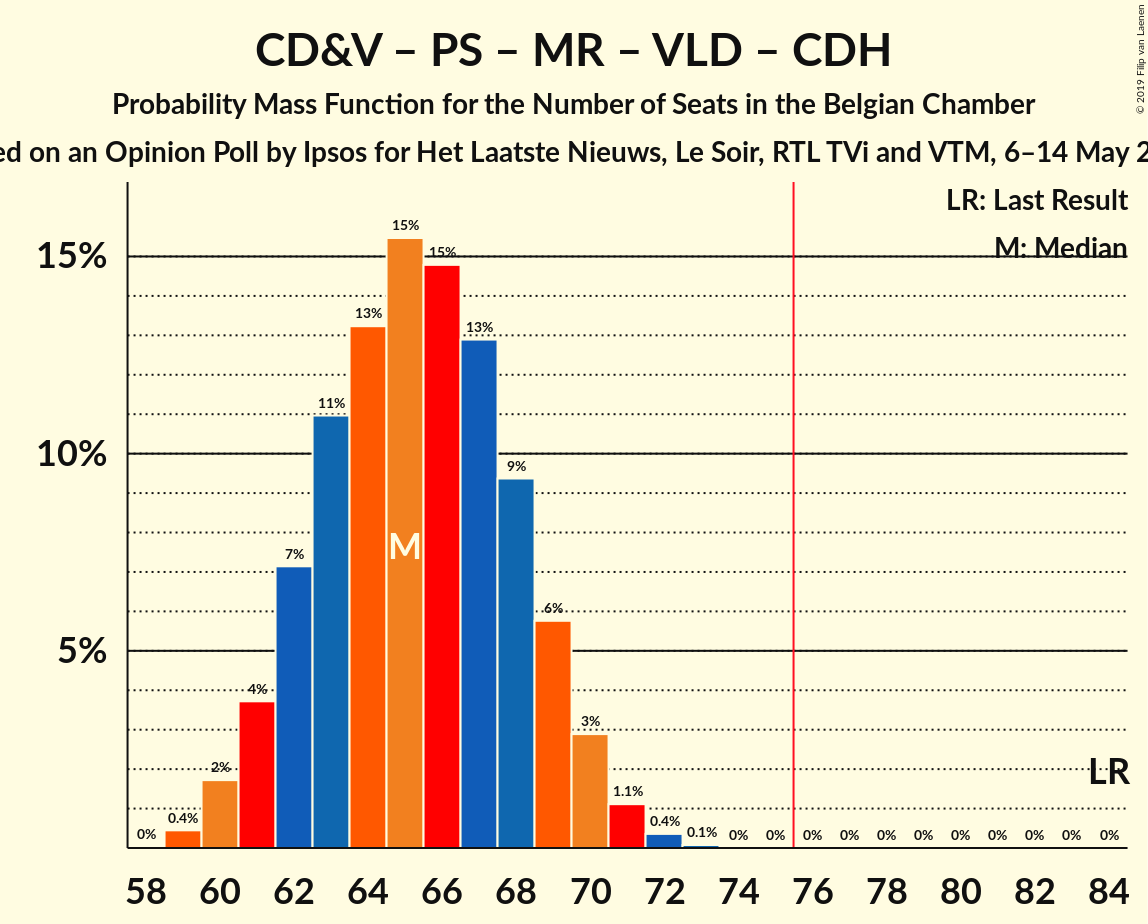 CD&V – PS – MR – VLD – CDH
Probability Mass Function for the Number of Seats in the Belgian Chamber
ed on an Opinion Poll by Ipsos for Het Laatste Nieuws, Le Soir, RTL TVi and VTM, 6–14 May 2
© 2019 Filip van Laenen
LR: Last Result
M: Median
15%
10%
5%
0% 0.4% 2% 4% 7% 11% 13% 15% 15% 13% 9% 6% 3% 1.1% 0.4% 0.1% 0% 0% 0% 0% 0% 0% 0% 0% 0% 0% 0%
M
LR
58 60 62 64 66 68 70 72 74 76 78 80 82 84